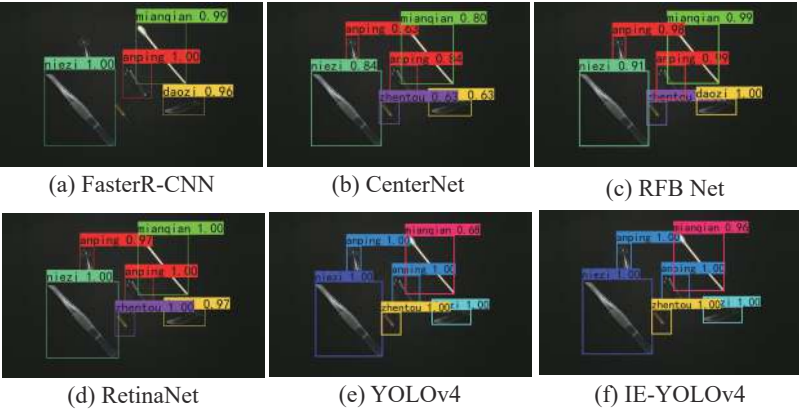 mianqian 0.99
anping 1.00
niezi 1.00
daozi 0.96
(a) FasterR-CNN
mianqian 0.80
anping 0.63
anping
niezi 0.84
zhentou 0.63
0.63
(b) CenterNet
mianqian 0.99
anping 0.98
anping 0.99
niezi 0.91
zhentou
daozi 1.00
(c) RFB Net
mianqian 1.00
anping 0.97
anping 1.00
niezi 1.00
zhentou 1.00
0.97
(d) RetinaNet
mianqian 0.68
anping 1.00
anping 1.00
niezi 1.00
zhentou 1.00
zi 1.00
(e) YOLOv4
mianqian 0.96
anping 1.00
anping 1.00
niezi 1.00
zhentou 1.00
zi 1.00
(f) IE-YOLOv4